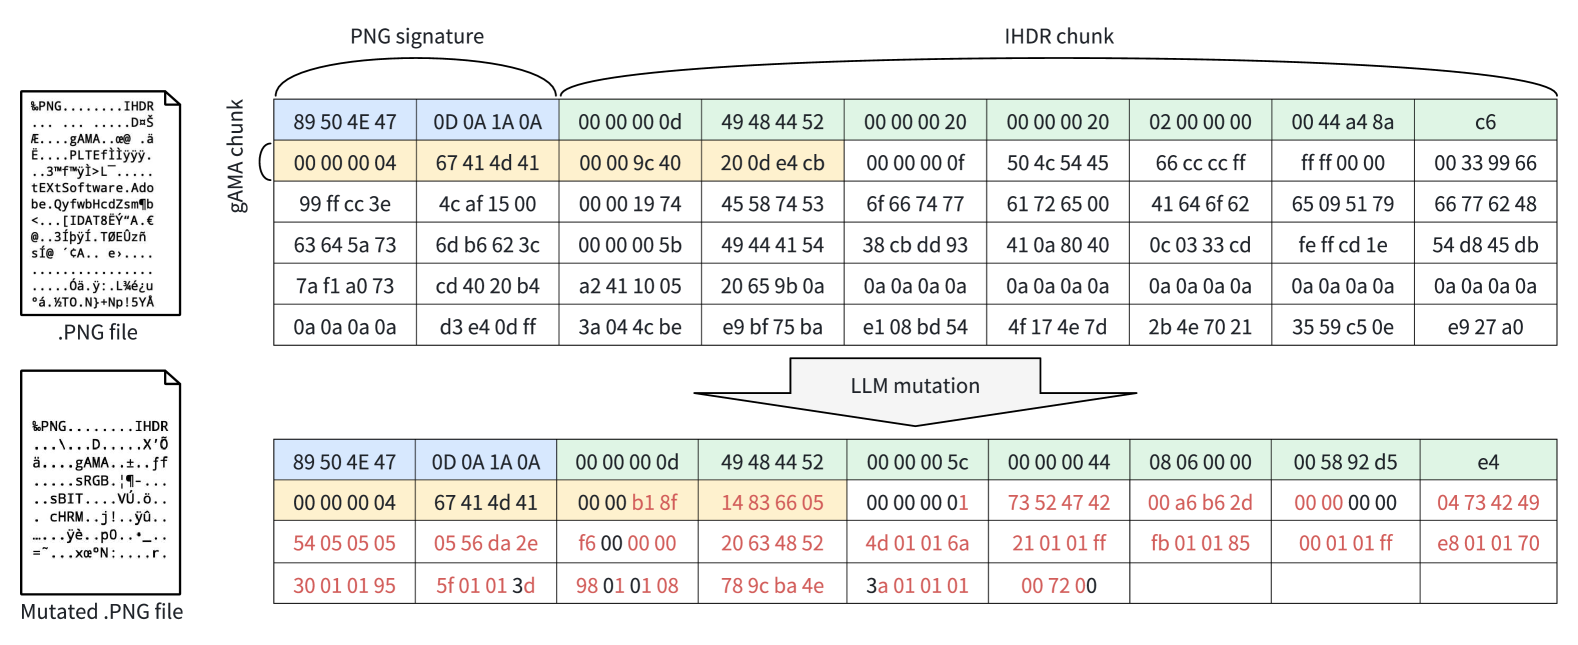 PNG signature
IHDR chunk
gAMA chunk
‰PNG........IHDR
... ... .....D¤Š
Æ....gAMA..œ@ .ä
Ë....PLTEfÌÌÿÿÿ.
..3™f™ÿÌ>L¯.....
tEXtSoftware.Ado
be.QyfwbHcdZsm¶b
<...[IDAT8ËÝ“A.€
@..3ÍþÿÍ.TØEÛzñ
sÍ@ ´¢A.. e›....
................
.....Óä.ÿ:.L¾é¿u
°á.½TO.N}+Np!5YÅ
.PNG file
89 50 4E 47 0D 0A 1A 0A 00 00 00 0d 49 48 44 52 00 00 00 20 00 00 00 20 02 00 00 00 00 44 a4 8a c6
00 00 00 04 67 41 4d 41 00 00 9c 40 20 0d e4 cb 00 00 00 0f 50 4c 54 45 66 cc cc ff ff ff 00 00 00 33 99 66
99 ff cc 3e 4c af 15 00 00 00 19 74 45 58 74 53 6f 66 74 77 61 72 65 00 41 64 6f 62 65 09 51 79 66 77 62 48
63 64 5a 73 6d b6 62 3c 00 00 00 5b 49 44 41 54 38 cb dd 93 41 0a 80 40 0c 03 33 cd fe ff cd 1e 54 d8 45 db
7a f1 a0 73 cd 40 20 b4 a2 41 10 05 20 65 9b 0a 0a 0a 0a 0a 0a 0a 0a 0a 0a 0a 0a 0a 0a 0a 0a 0a 0a 0a 0a 0a
0a 0a 0a 0a d3 e4 0d ff 3a 04 4c be e9 bf 75 ba e1 08 bd 54 4f 17 4e 7d 2b 4e 70 21 35 59 c5 0e e9 27 a0
LLM mutation
‰PNG........IHDR
...\...D.....X’Õ
ä....gAMA..±..ƒf
.....sRGB.¦¶-...
..sBIT....VÚ.ö..
. cHRM..j!..ÿû..
…...ÿè..p0..•_..
=˜...xœºN:....r.
Mutated .PNG file
89 50 4E 47 0D 0A 1A 0A 00 00 00 0d 49 48 44 52 00 00 00 5c 00 00 00 44 08 06 00 00 00 58 92 d5 e4
00 00 00 04 67 41 4d 41 00 00 b1 8f 14 83 66 05 00 00 00 01 73 52 47 42 00 a6 b6 2d 00 00 00 00 04 73 42 49
54 05 05 05 05 56 da 2e f6 00 00 00 20 63 48 52 4d 01 01 6a 21 01 01 ff fb 01 01 85 00 01 01 ff e8 01 01 70
30 01 01 95 5f 01 01 3d 98 01 01 08 78 9c ba 4e 3a 01 01 01 00 72 00